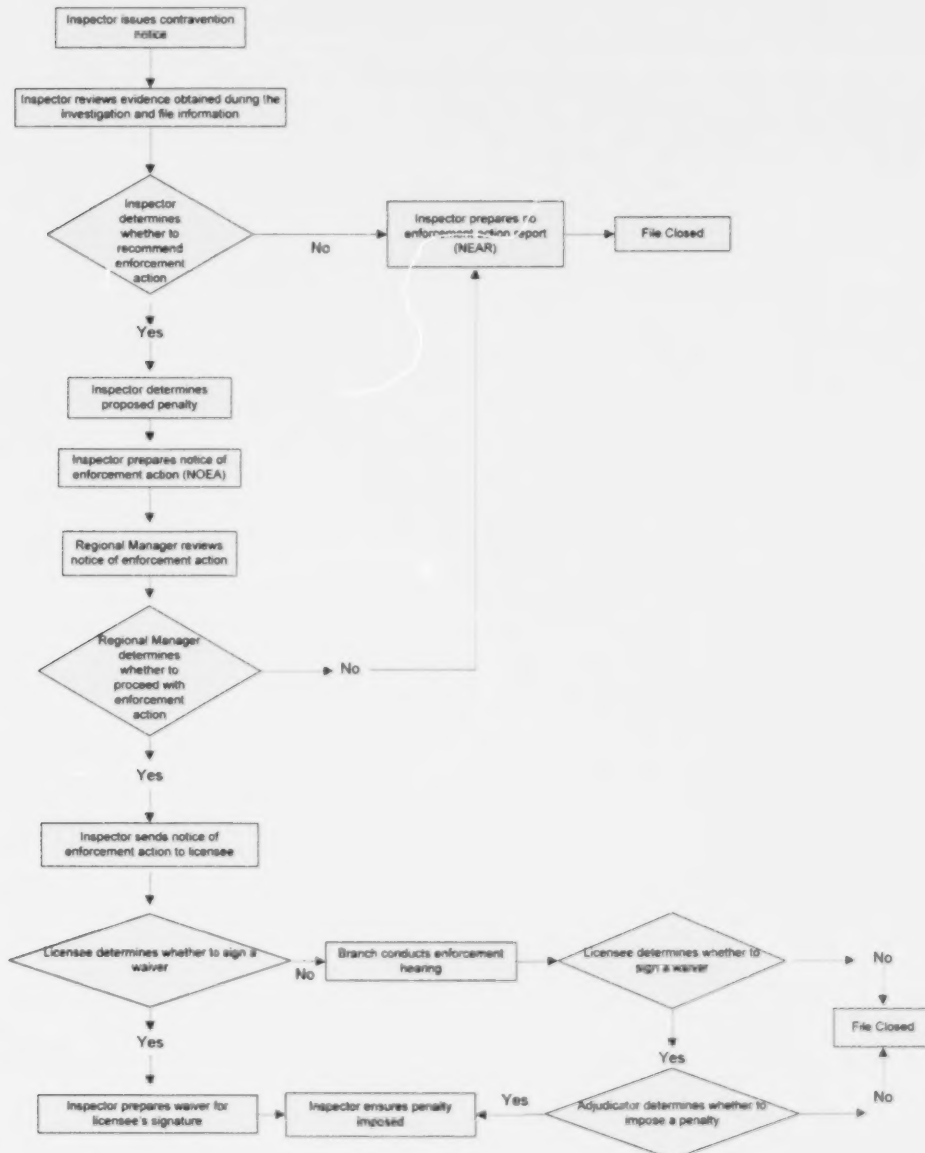 Inspector issues contravention
notice
Inspector reviews evidence obtained during the
investigation and file information
Inspector
determines
whether to
recommend
enforcement
action
No
Inspector prepares no
enforcement action report
(NEAR)
File Closed
Yes
Inspector determines
proposed penalty
Inspector prepares notice of
enforcement action (NOEA)
Regional Manager reviews
notice of enforcement action
Regional Manager
determines
whether to
proceed with
enforcement
action
No
Yes
Inspector sends notice of
enforcement action to licensee
Licensee determines whether to sign a
waiver
No
Branch conducts enforcement
hearing
Licensee determines whether to
sign a waiver
No
File Closed
Yes
Yes
Inspector prepares waiver for
licensee's signature
Inspector ensures penalty
imposed
Yes
Adjudicator determines whether to
impose a penalty
No